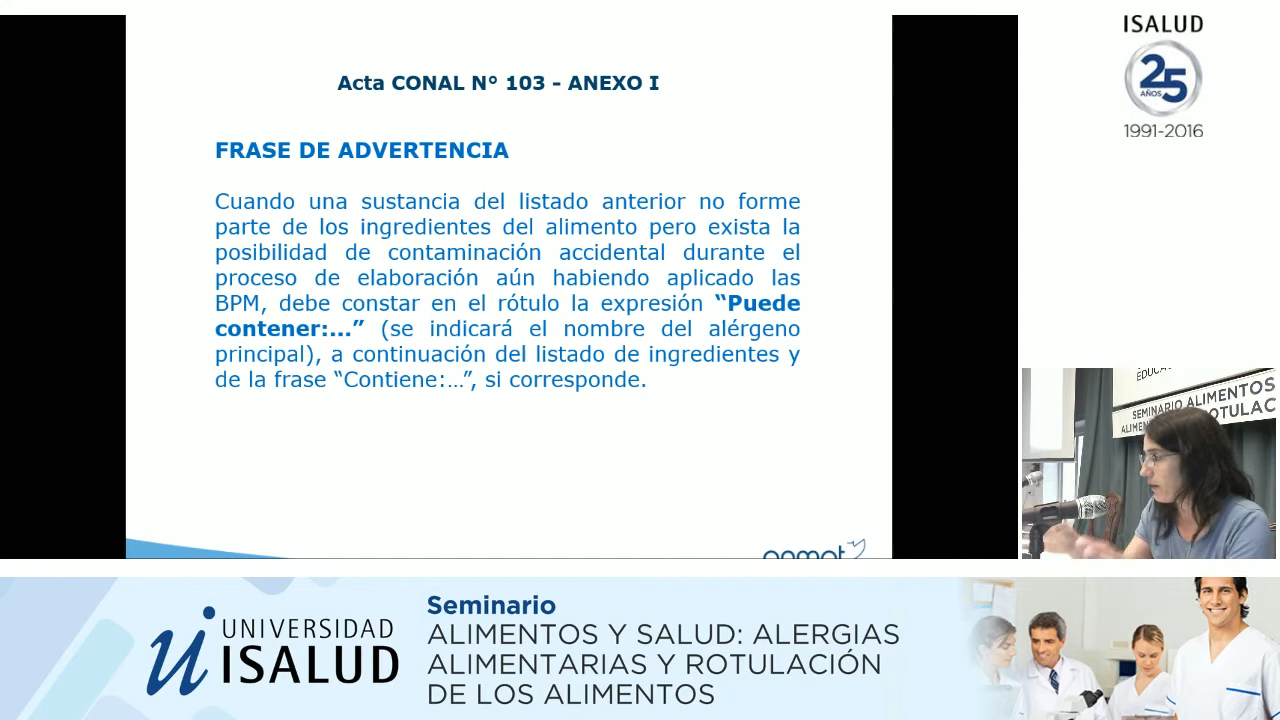 Acta CONAL N° 103 - ANEXO I
FRASE DE ADVERTENCIA
Cuando una sustancia del listado anterior no forme
parte de los ingredientes del alimento pero exista la
posibilidad de contaminación accidental durante el
proceso de elaboración aún habiendo aplicado las
BPM, debe constar en el rótulo la expresión “Puede
contener:...” (se indicará el nombre del alérgeno
principal), a continuación del listado de ingredientes y
de la frase “Contiene:…”, si corresponde.
anmat
ISALUD
25
AÑOS
1991-2016
SEMINARIO ALIMENTOS
UNIVERSIDAD
ISALUD
Seminario
ALIMENTOS Y SALUD: ALERGIAS
ALIMENTARIAS Y ROTULACIÓN
DE LOS ALIMENTOS